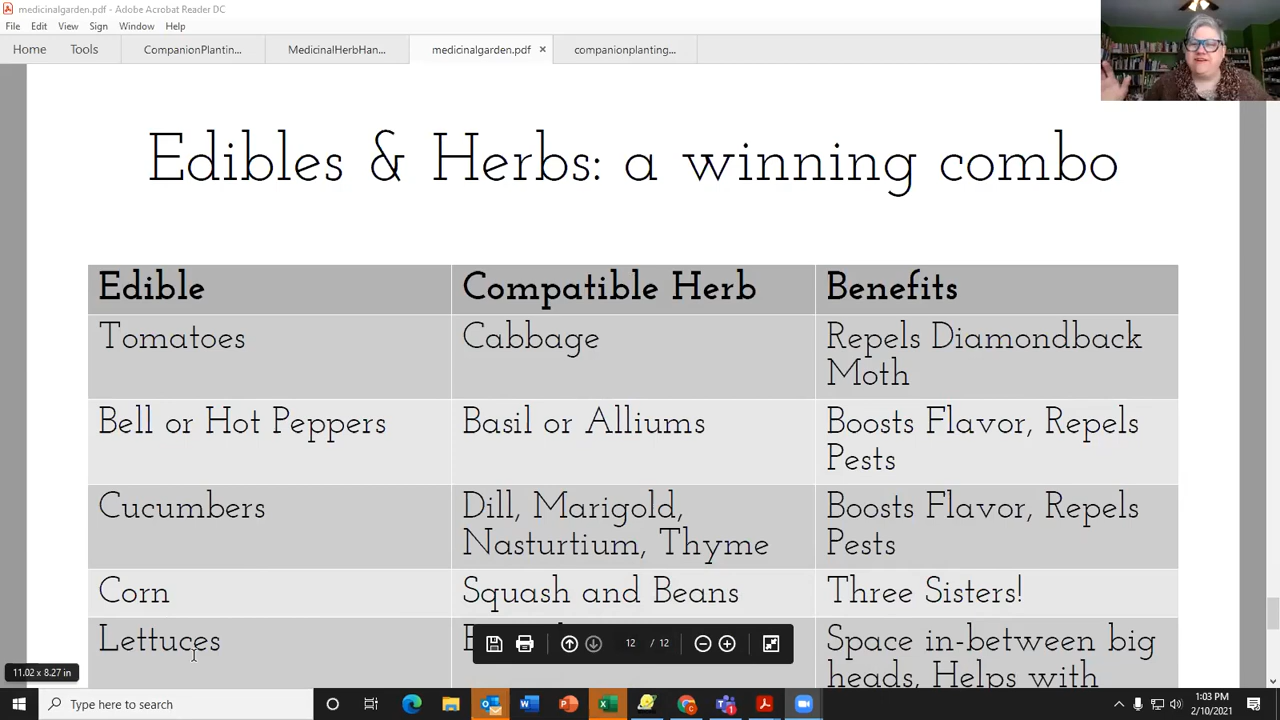 medicinalgarden.pdf - Adobe Acrobat Reader DC
File Edit View Sign Window Help
Home Tools CompanionPlantin... MedicinalHerbHan... medicinalgarden.pdf × companionplanting...
Edibles & Herbs: a winning combo
Edible Compatible Herb Benefits
Tomatoes Cabbage Repels Diamondback
Moth
Bell or Hot Peppers Basil or Alliums Boosts Flavor, Repels
Pests
Cucumbers Dill, Marigold, Boosts Flavor, Repels
Nasturtium, Thyme Pests
Corn Squash and Beans Three Sisters!
Lettuces Space in-between big
heads, Helps with
12 / 12
11.02 x 8.27 in
Type here to search
1:03 PM
2/10/2021